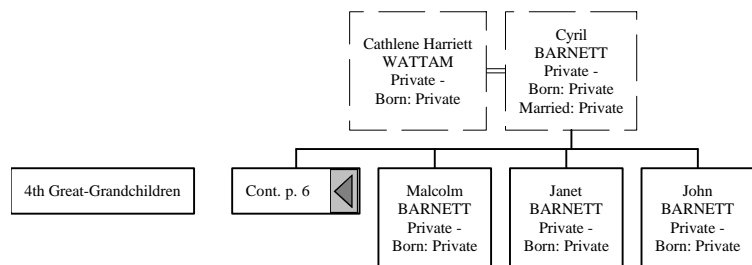 Cathlene Harriett
WATTAM
Private -
Born: Private
Cyril
BARNETT
Private -
Born: Private
Married: Private
4th Great-Grandchildren
Cont. p. 6
Malcolm
BARNETT
Private -
Born: Private
Janet
BARNETT
Private -
Born: Private
John
BARNETT
Private -
Born: Private